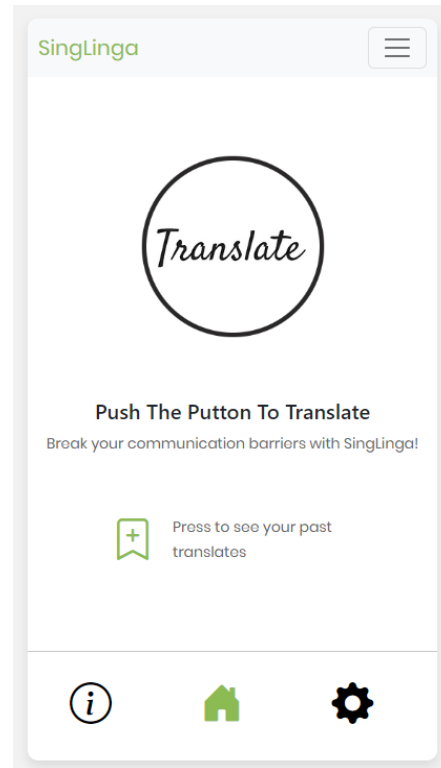 SingLinga
Translate
Push The Putton To Translate
Break your communication barriers with SingLinga!
Press to see your past
translates
i